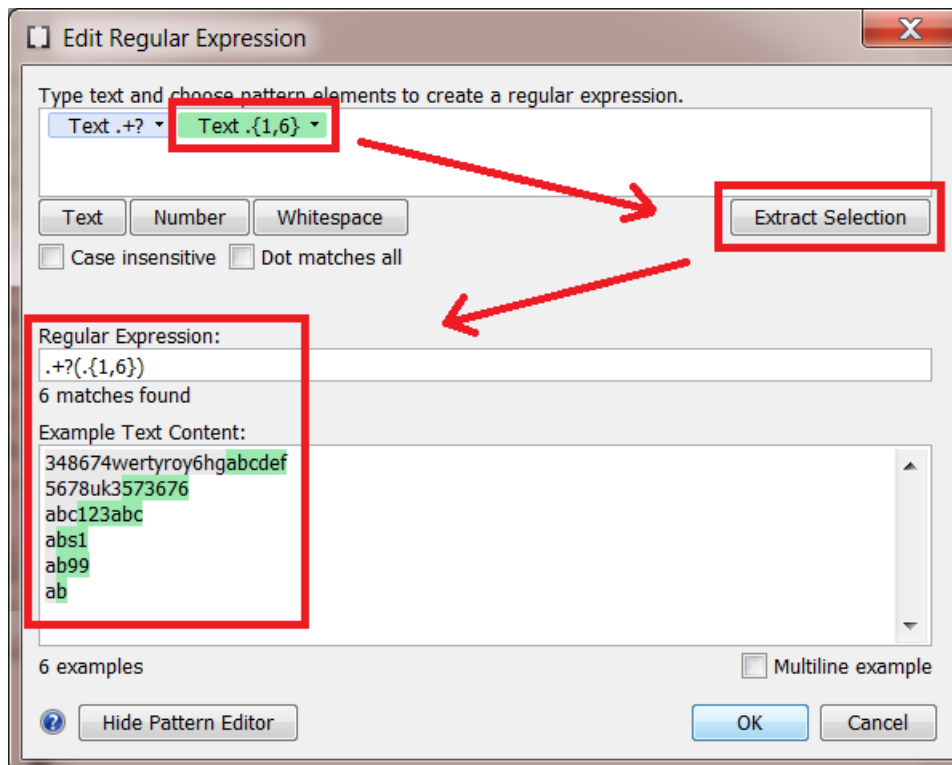 Edit Regular Expression
Type text and choose pattern elements to create a regular expression.
Text .+? Text .{1,6}
Text Number Whitespace Extract Selection
Case insensitive Dot matches all
Regular Expression:
.+?(.{1,6})
6 matches found
Example Text Content:
348674wertyroy6hgabcdef
5678uk3573676
abc123abc
abs1
ab99
ab
6 examples Multiline example
? Hide Pattern Editor OK Cancel